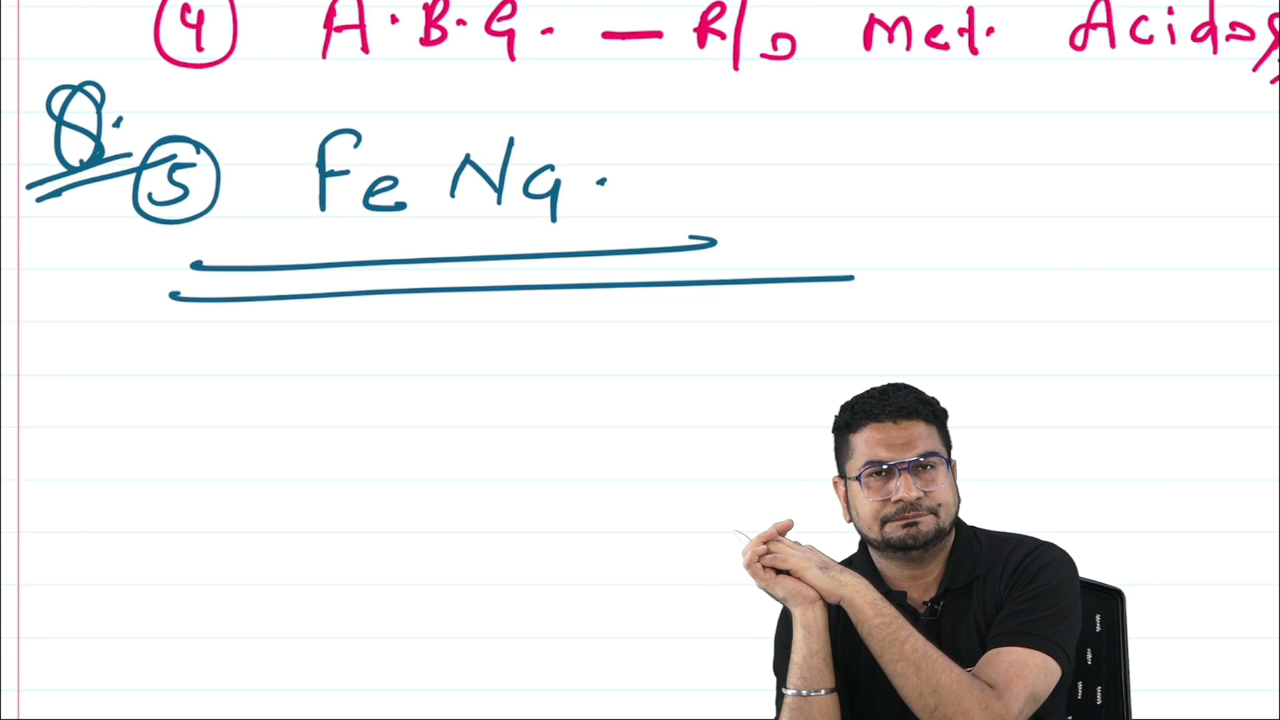 ④ A.B.G. — R/o Met. Acidos
Q. ⑤ Fe Na.